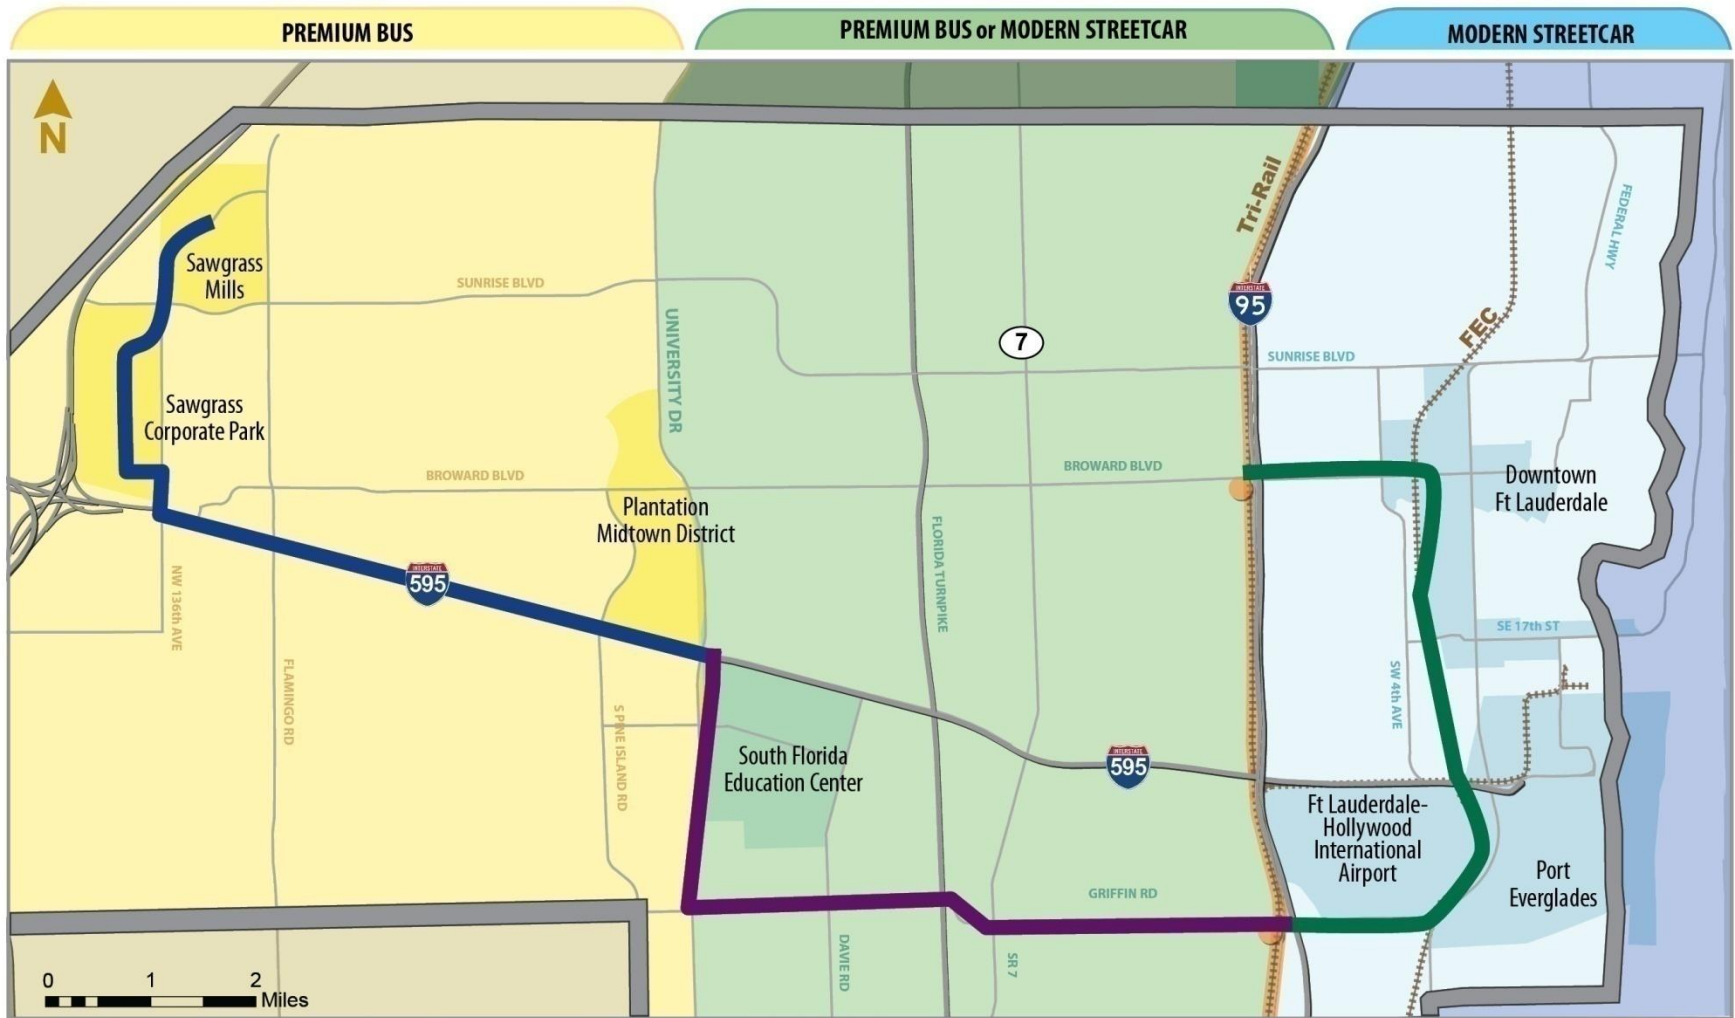 PREMIUM BUS
PREMIUM BUS or MODERN STREETCAR
MODERN STREETCAR
N
Tri-Rail
FEDERAL HWY
Sawgrass
Mills
SUNRISE BLVD
INTERSTATE
95
UNIVERSITY DR
7
FEC
SUNRISE BLVD
Sawgrass
Corporate Park
BROWARD BLVD
BROWARD BLVD
Downtown
Ft Lauderdale
Plantation
Midtown District
FLORIDA TURNPIKE
INTERSTATE
595
NW 136th AVE
SE 17th ST
FLAMINGO RD
SW 4th AVE
S PINE ISLAND RD
South Florida
Education Center
INTERSTATE
595
Ft Lauderdale-
Hollywood
International
Airport
Port
Everglades
GRIFFIN RD
DAVIE RD
SR 7
0 1 2
Miles